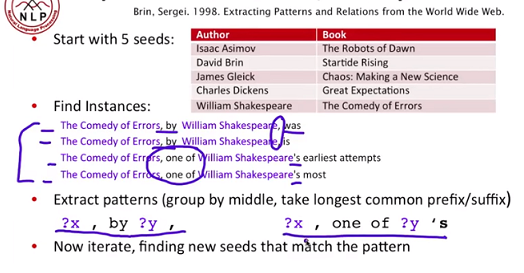 NLP
Brin, Sergei. 1998. Extracting Patterns and Relations from the World Wide Web.
• Start with 5 seeds:
Author Book
Isaac Asimov The Robots of Dawn
David Brin Startide Rising
James Gleick Chaos: Making a New Science
Charles Dickens Great Expectations
William Shakespeare The Comedy of Errors
• Find Instances:
The Comedy of Errors, by William Shakespeare, was
The Comedy of Errors, by William Shakespeare, is
The Comedy of Errors, one of William Shakespeare's earliest attempts
The Comedy of Errors, one of William Shakespeare's most
• Extract patterns (group by middle, take longest common prefix/suffix)
?x , by ?y , ?x , one of ?y 's
• Now iterate, finding new seeds that match the pattern